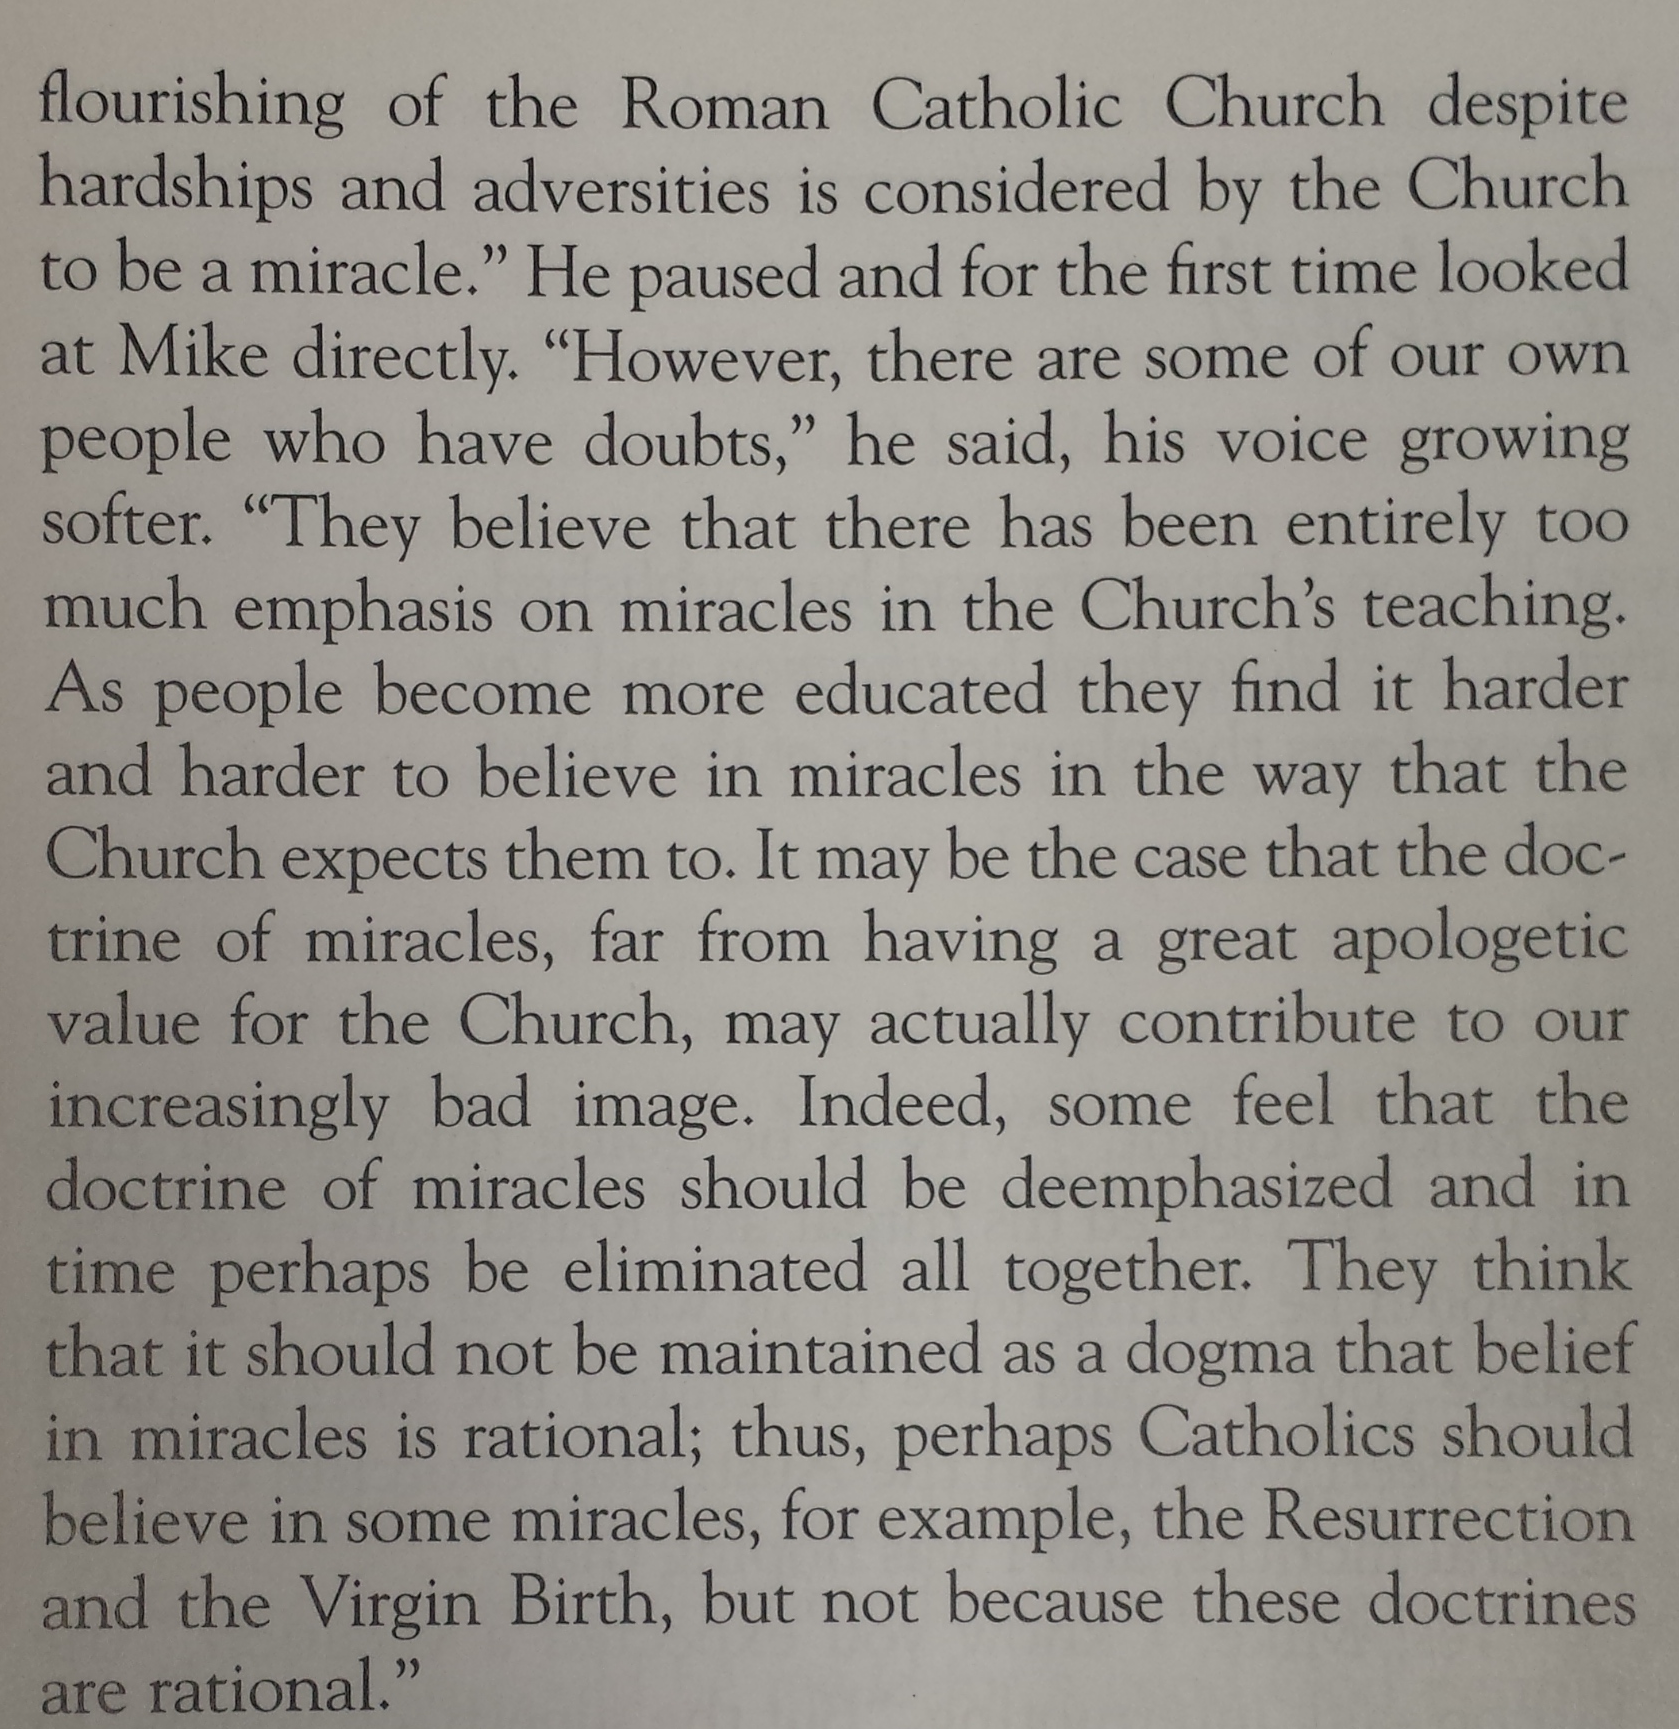 flourishing of the Roman Catholic Church despite
hardships and adversities is considered by the Church
to be a miracle.” He paused and for the first time looked
at Mike directly. “However, there are some of our own
people who have doubts,” he said, his voice growing
softer. “They believe that there has been entirely too
much emphasis on miracles in the Church’s teaching.
As people become more educated they find it harder
and harder to believe in miracles in the way that the
Church expects them to. It may be the case that the doc-
trine of miracles, far from having a great apologetic
value for the Church, may actually contribute to our
increasingly bad image. Indeed, some feel that the
doctrine of miracles should be deemphasized and in
time perhaps be eliminated all together. They think
that it should not be maintained as a dogma that belief
in miracles is rational; thus, perhaps Catholics should
believe in some miracles, for example, the Resurrection
and the Virgin Birth, but not because these doctrines
are rational.”